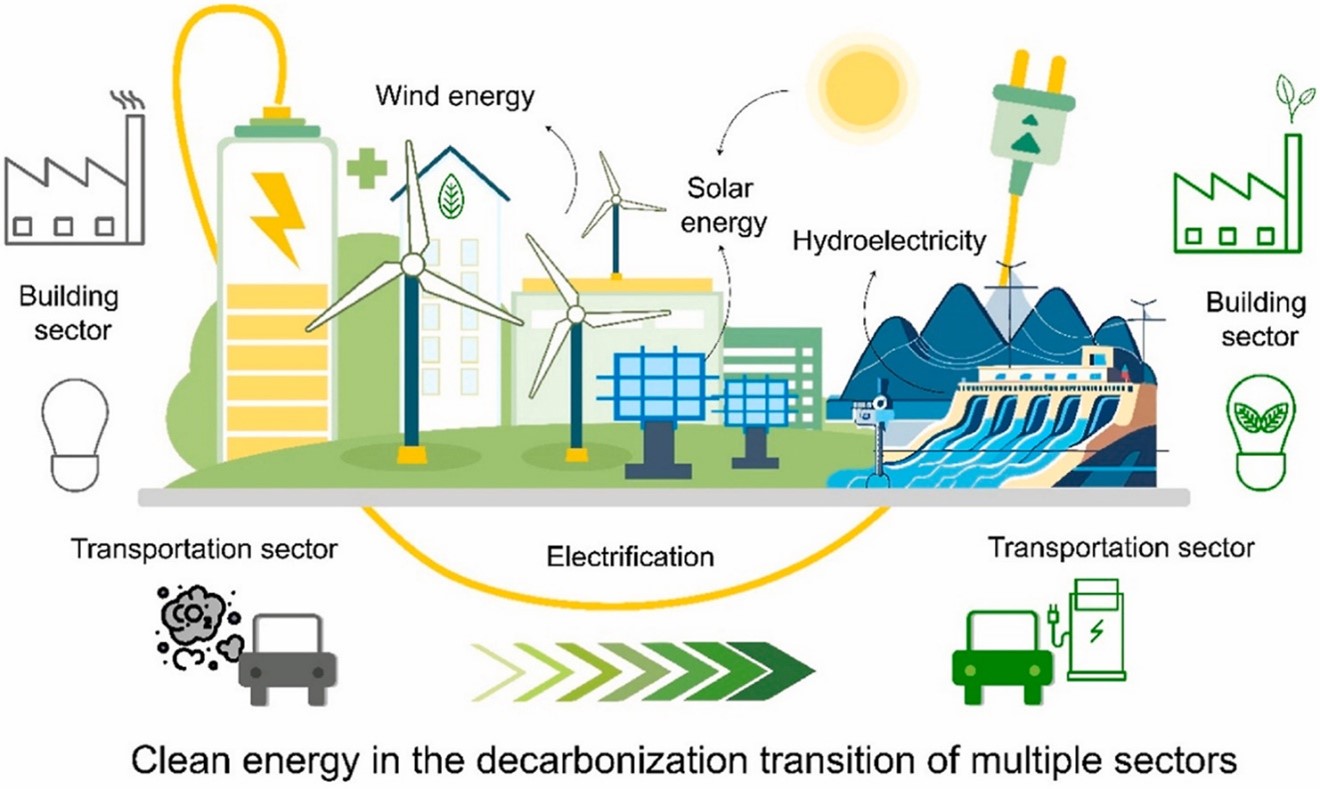 Wind energy
Solar
energy
Hydroelectricity
Building
sector
Building
sector
Transportation sector
Electrification
Transportation sector
CO2
Clean energy in the decarbonization transition of multiple sectors